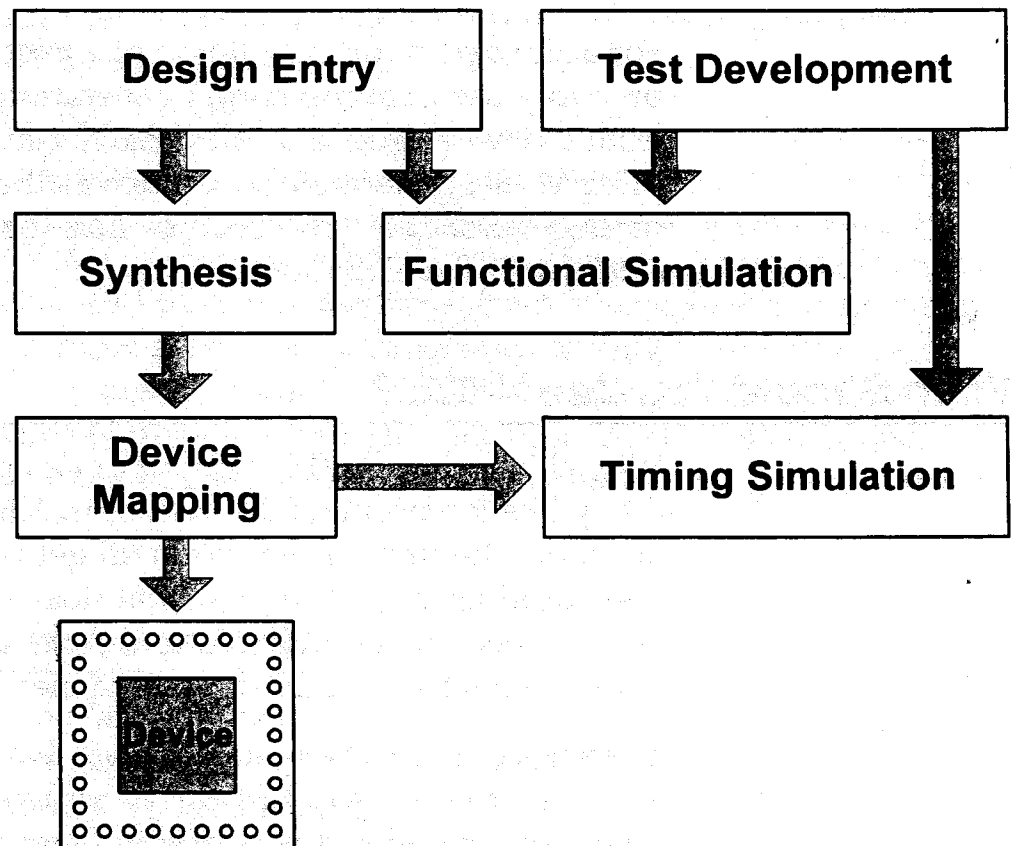 Design Entry
Test Development
Synthesis
Functional Simulation
Device
Mapping
Timing Simulation
Device